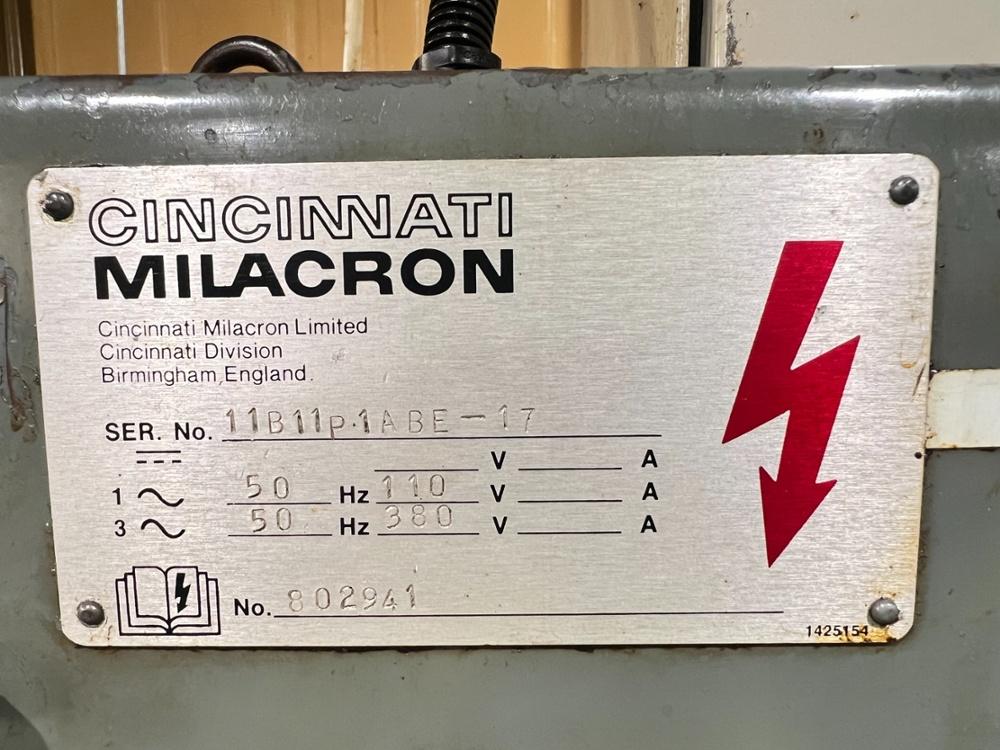 CINCINNATI
MILACRON
Cincinnati Milacron Limited
Cincinnati Division
Birmingham, England.
SER. No. 11B11P·1ABE-17
V A
1 50 Hz 110 V A
3 50 Hz 380 V A
No. 802941
1425154